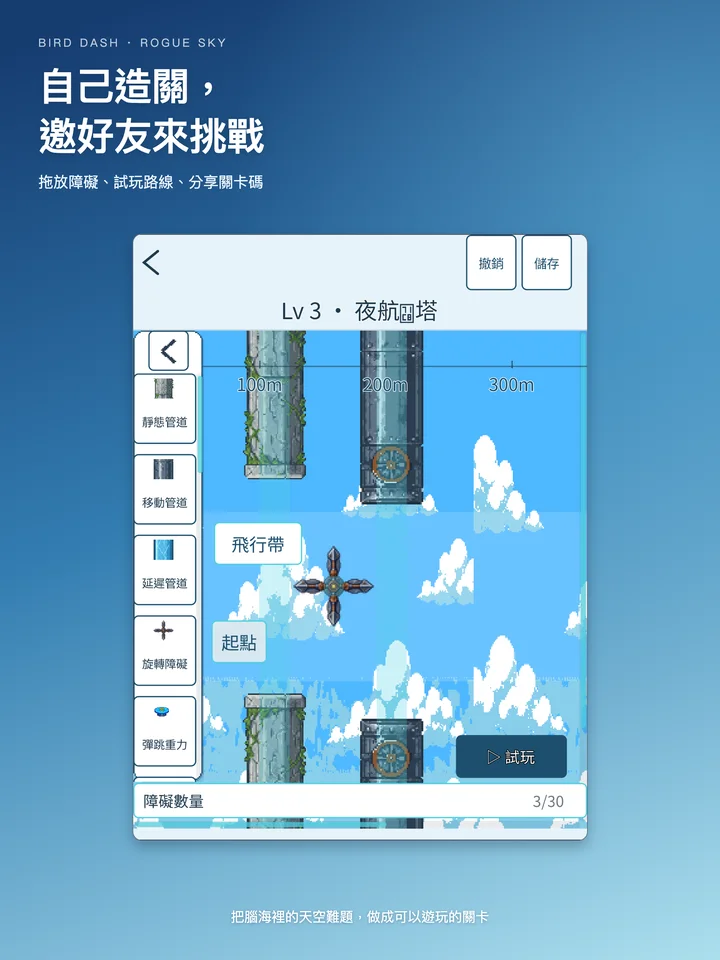 BIRD DASH · ROGUE SKY
自己造關，
邀好友來挑戰
拖放障礙、試玩路線、分享關卡碼
撤銷
儲存
Lv 3 · 夜航塔
100m
200m
300m
靜態管道
移動管道
延遲管道
旋轉障礙
彈跳重力
飛行帶
起點
▷ 試玩
障礙數量
3/30
把腦海裡的天空難題，做成可以遊玩的關卡